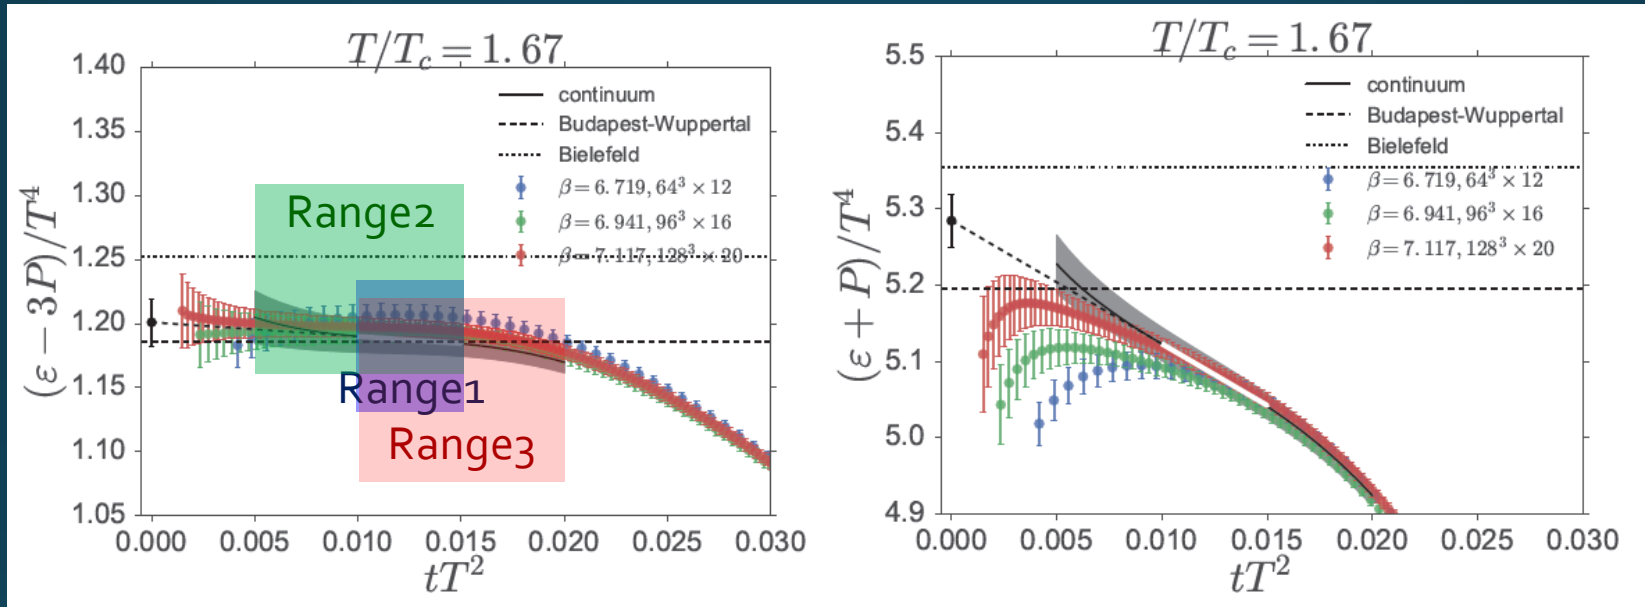 T/T_c = 1.67
1.40
1.35
1.30
1.25
1.20
1.15
1.10
1.05
(ε − 3P)/T⁴
continuum
Budapest-Wuppertal
Bielefeld
β = 6.719, 64³ × 12
β = 6.941, 96³ × 16
β = 7.117, 128³ × 20
Range2
Range1
Range3
0.000 0.005 0.010 0.015 0.020 0.025 0.030
tT²
T/T_c = 1.67
5.5
5.4
5.3
5.2
5.1
5.0
4.9
(ε + P)/T⁴
continuum
Budapest-Wuppertal
Bielefeld
β = 6.719, 64³ × 12
β = 6.941, 96³ × 16
β = 7.117, 128³ × 20
0.000 0.005 0.010 0.015 0.020 0.025 0.030
tT²